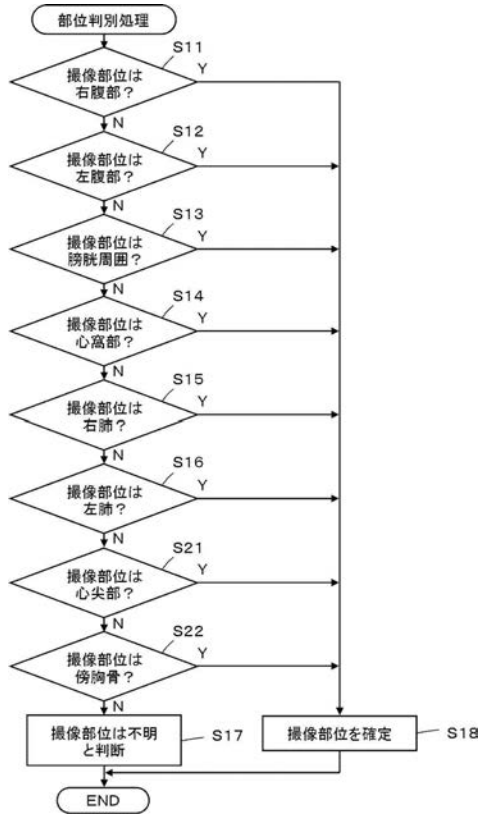 部位判別処理
S11
撮像部位は
右腹部?
Y
N
S12
撮像部位は
左腹部?
Y
N
S13
撮像部位は
膀胱周囲?
Y
N
S14
撮像部位は
心窩部?
Y
N
S15
撮像部位は
右肺?
Y
N
S16
撮像部位は
左肺?
Y
N
S21
撮像部位は
心尖部?
Y
N
S22
撮像部位は
傍胸骨?
Y
N
撮像部位は不明
と判断
S17
撮像部位を確定
S18
END